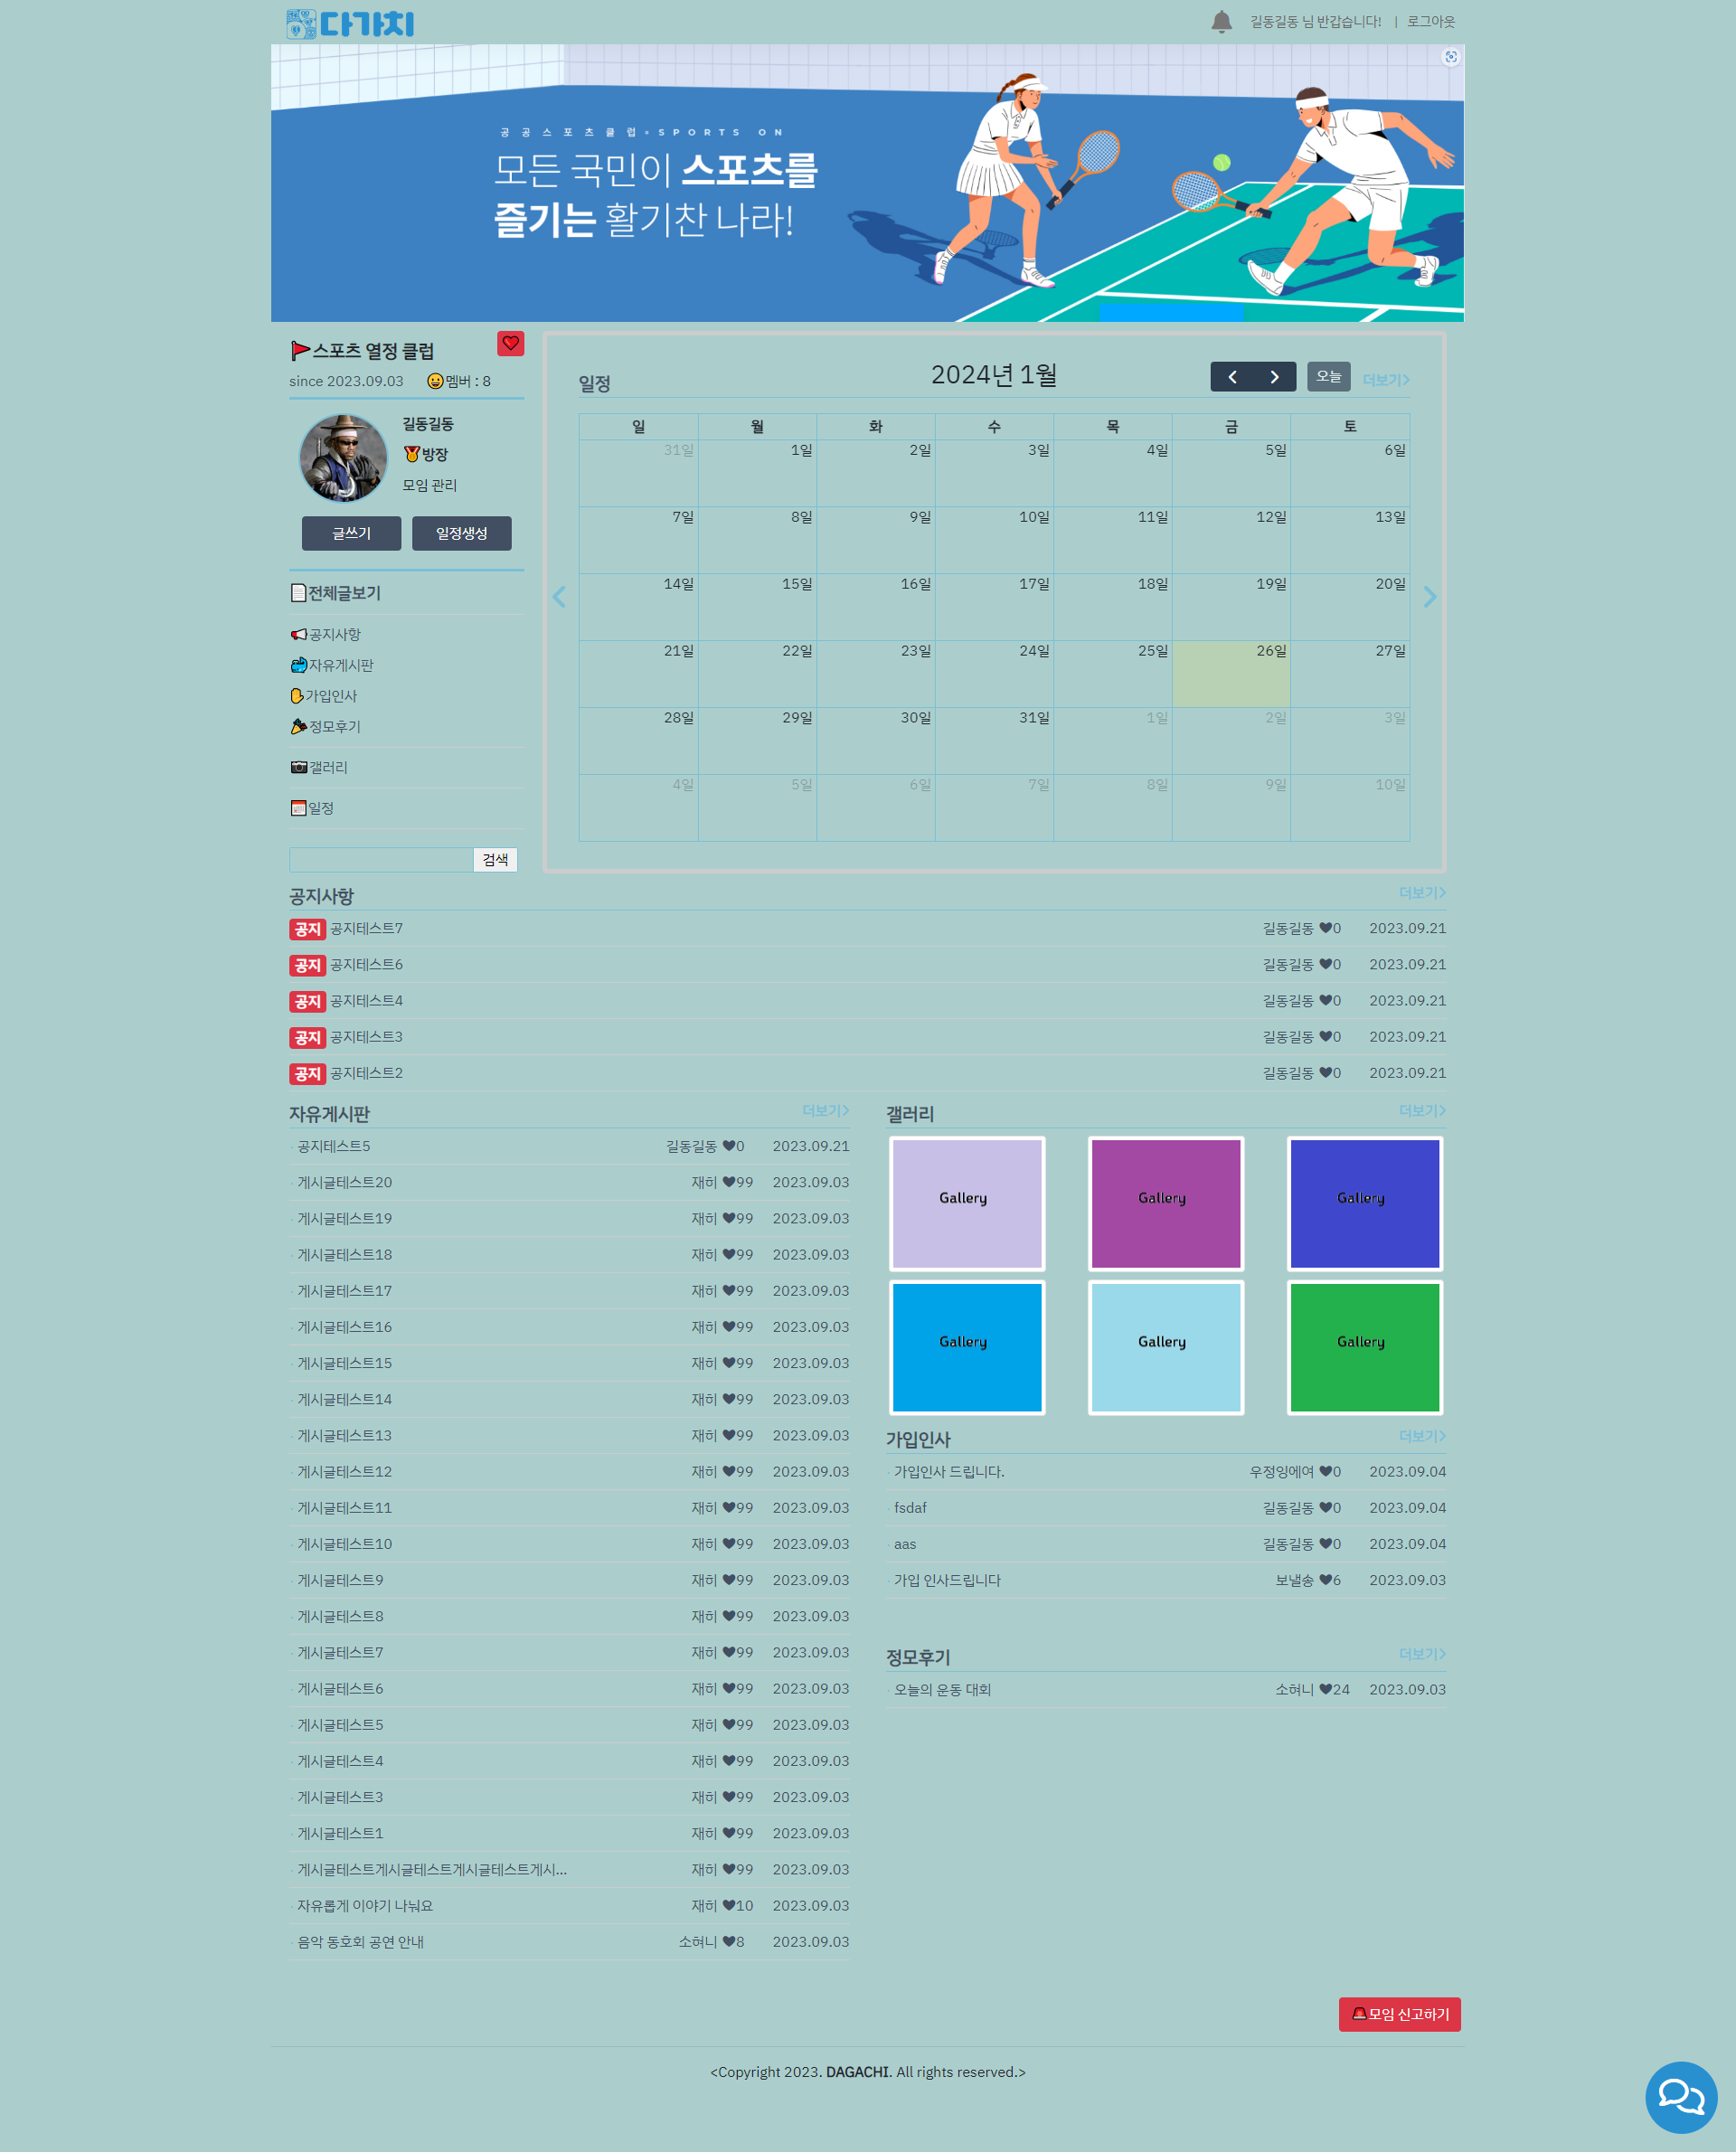 다가치
길동길동 님 반갑습니다! | 로그아웃
공공스포츠클럽·SPORTS ON
모든 국민이 스포츠를
즐기는 활기찬 나라!
스포츠 열정 클럽
since 2023.09.03 멤버 : 8
길동길동
방장
모임 관리
글쓰기 일정생성
전체글보기
공지사항
자유게시판
가입인사
정모후기
갤러리
일정
검색
일정 2024년 1월 오늘 더보기
일 월 화 수 목 금 토
31일 1일 2일 3일 4일 5일 6일
7일 8일 9일 10일 11일 12일 13일
14일 15일 16일 17일 18일 19일 20일
21일 22일 23일 24일 25일 26일 27일
28일 29일 30일 31일 1일 2일 3일
4일 5일 6일 7일 8일 9일 10일
공지사항 더보기
공지 공지테스트7 길동길동 ♥0 2023.09.21
공지 공지테스트6 길동길동 ♥0 2023.09.21
공지 공지테스트4 길동길동 ♥0 2023.09.21
공지 공지테스트3 길동길동 ♥0 2023.09.21
공지 공지테스트2 길동길동 ♥0 2023.09.21
자유게시판 더보기
· 공지테스트5 길동길동 ♥0 2023.09.21
· 게시글테스트20 재히 ♥99 2023.09.03
· 게시글테스트19 재히 ♥99 2023.09.03
· 게시글테스트18 재히 ♥99 2023.09.03
· 게시글테스트17 재히 ♥99 2023.09.03
· 게시글테스트16 재히 ♥99 2023.09.03
· 게시글테스트15 재히 ♥99 2023.09.03
· 게시글테스트14 재히 ♥99 2023.09.03
· 게시글테스트13 재히 ♥99 2023.09.03
· 게시글테스트12 재히 ♥99 2023.09.03
· 게시글테스트11 재히 ♥99 2023.09.03
· 게시글테스트10 재히 ♥99 2023.09.03
· 게시글테스트9 재히 ♥99 2023.09.03
· 게시글테스트8 재히 ♥99 2023.09.03
· 게시글테스트7 재히 ♥99 2023.09.03
· 게시글테스트6 재히 ♥99 2023.09.03
· 게시글테스트5 재히 ♥99 2023.09.03
· 게시글테스트4 재히 ♥99 2023.09.03
· 게시글테스트3 재히 ♥99 2023.09.03
· 게시글테스트1 재히 ♥99 2023.09.03
· 게시글테스트게시글테스트게시글테스트게시... 재히 ♥99 2023.09.03
· 자유롭게 이야기 나눠요 재히 ♥10 2023.09.03
· 음악 동호회 공연 안내 소혀니 ♥8 2023.09.03
갤러리 더보기
Gallery Gallery Gallery
Gallery Gallery Gallery
가입인사 더보기
· 가입인사 드립니다. 우정잉에여 ♥0 2023.09.04
· fsdaf 길동길동 ♥0 2023.09.04
· aas 길동길동 ♥0 2023.09.04
· 가입 인사드립니다 보낼송 ♥6 2023.09.03
정모후기 더보기
· 오늘의 운동 대회 소혀니 ♥24 2023.09.03
모임 신고하기
<Copyright 2023. DAGACHI. All rights reserved.>